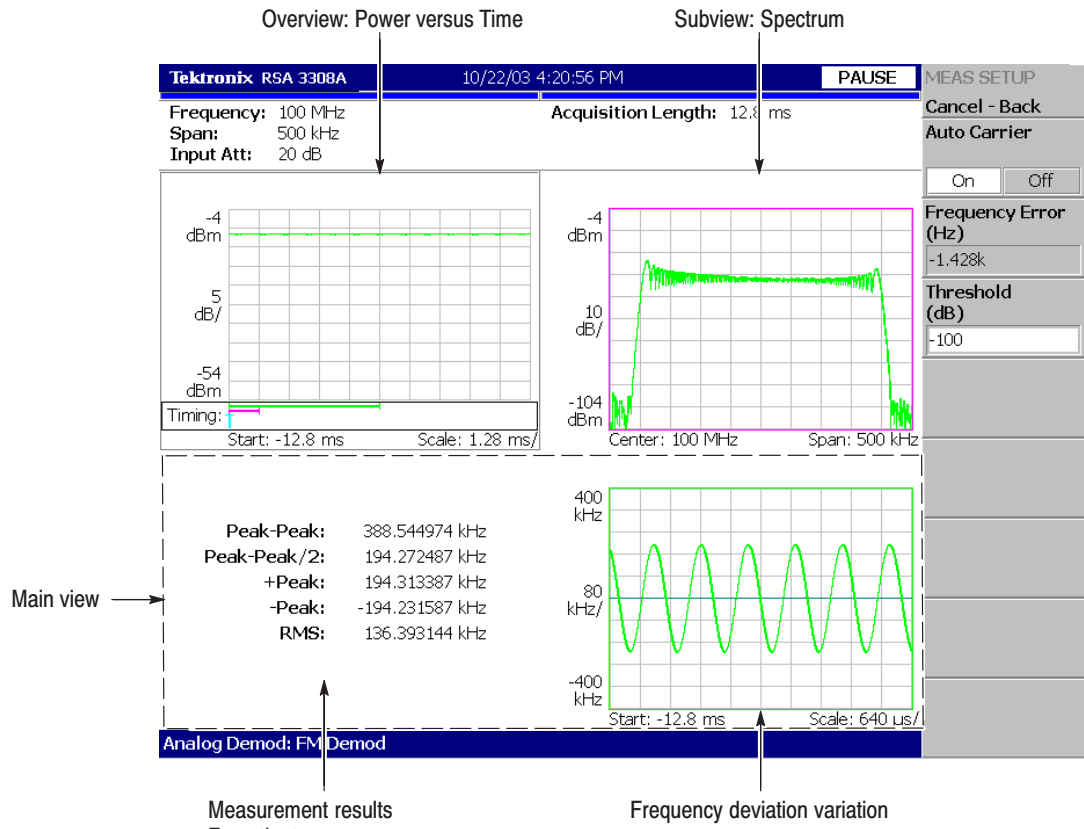 Overview: Power versus Time
Subview: Spectrum
Tektronix RSA 3308A
10/22/03 4:20:56 PM
PAUSE
MEAS SETUP
Frequency: 100 MHz
Span: 500 kHz
Input Att: 20 dB
Acquisition Length: 12.8 ms
Cancel - Back
Auto Carrier
On Off
Frequency Error
(Hz)
-1.428k
Threshold
(dB)
-100
-4
dBm
5
dB/
-54
dBm
Timing:
Start: -12.8 ms Scale: 1.28 ms/
-4
dBm
10
dB/
-104
dBm
Center: 100 MHz Span: 500 kHz
Main view
Peak-Peak: 388.544974 kHz
Peak-Peak/2: 194.272487 kHz
+Peak: 194.313387 kHz
-Peak: -194.231587 kHz
RMS: 136.393144 kHz
400
kHz
80
kHz/
-400
kHz
Start: -12.8 ms Scale: 640 µs/
Analog Demod: FM Demod
Measurement results
Frequency deviation variation